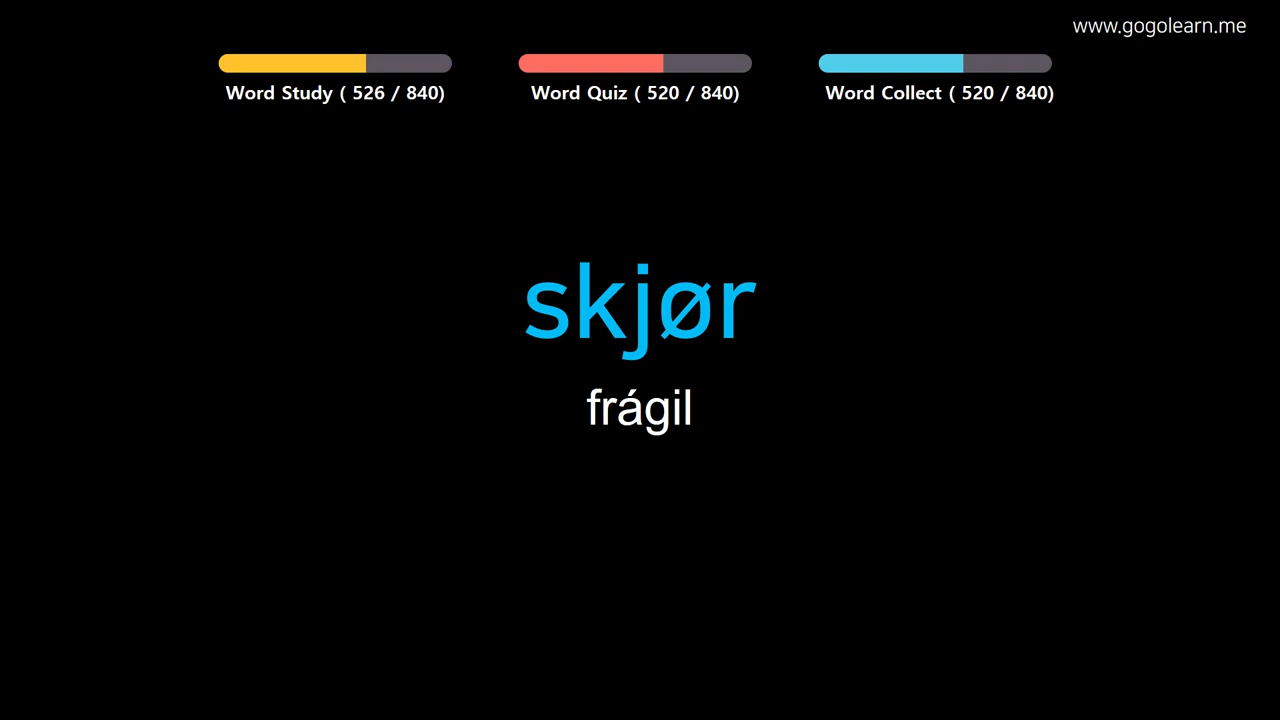 www.gogolearn.me
Word Study ( 526 / 840)
Word Quiz ( 520 / 840)
Word Collect ( 520 / 840)
skjør
frágil